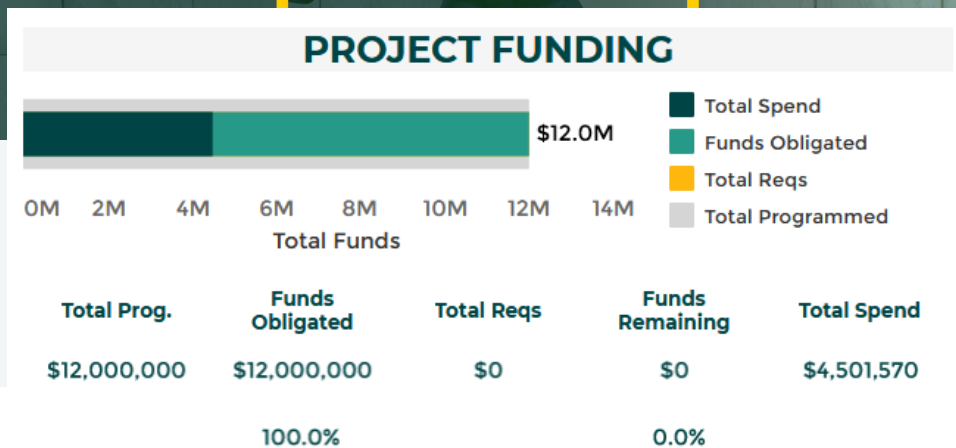 PROJECT FUNDING
$12.0M
Total Spend
Funds Obligated
Total Reqs
Total Programmed
0M 2M 4M 6M 8M 10M 12M 14M
Total Funds
Total Prog. Funds Obligated Total Reqs Funds Remaining Total Spend
$12,000,000 $12,000,000 $0 $0 $4,501,570
100.0% 0.0%